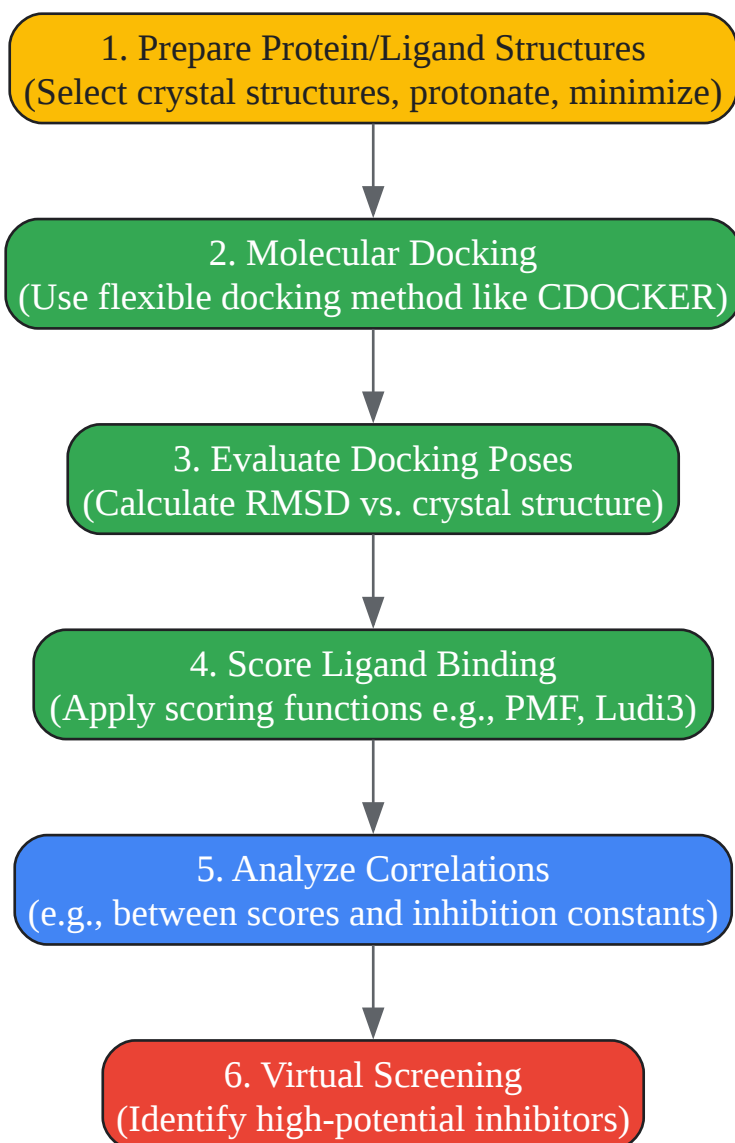 1. Prepare Protein/Ligand Structures
(Select crystal structures, protonate, minimize)
2. Molecular Docking
(Use flexible docking method like CDOCKER)
3. Evaluate Docking Poses
(Calculate RMSD vs. crystal structure)
4. Score Ligand Binding
(Apply scoring functions e.g., PMF, Ludi3)
5. Analyze Correlations
(e.g., between scores and inhibition constants)
6. Virtual Screening
(Identify high-potential inhibitors)